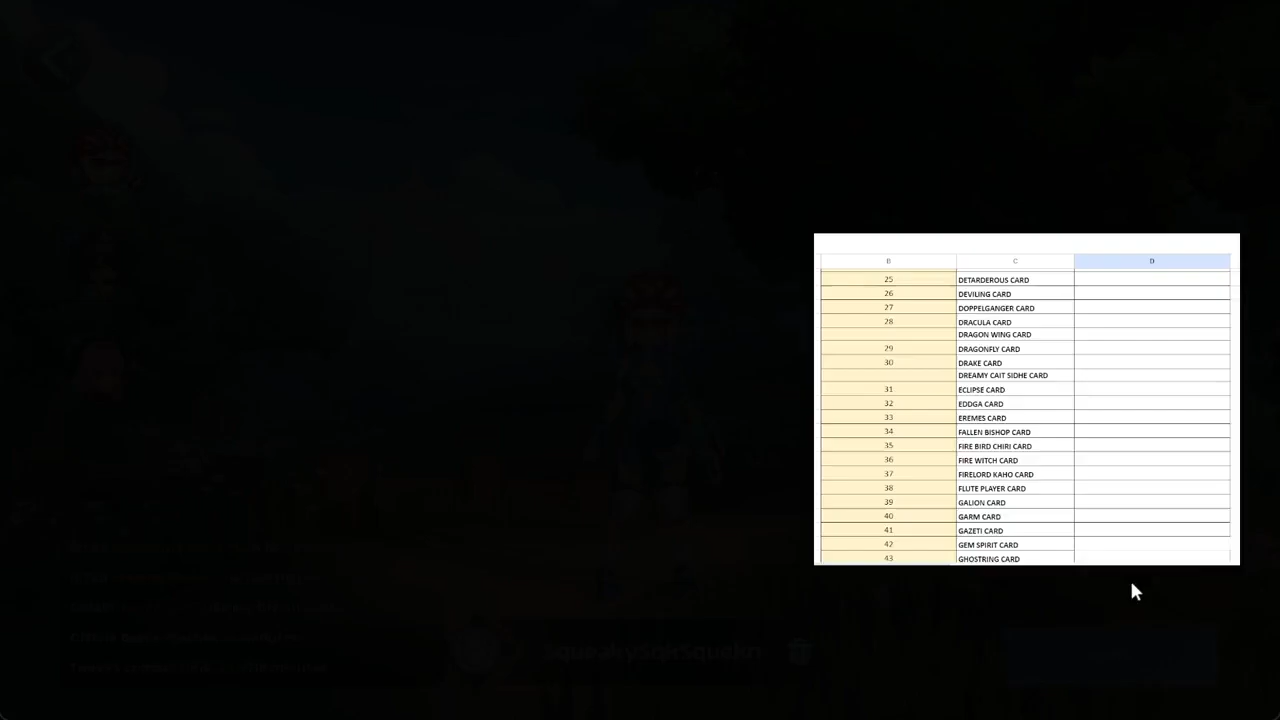 B C D
25 DETARDEROUS CARD
26 DEVILING CARD
27 DOPPELGANGER CARD
28 DRACULA CARD
DRAGON WING CARD
29 DRAGONFLY CARD
30 DRAKE CARD
DREAMY CAIT SIDHE CARD
31 ECLIPSE CARD
32 EDDGA CARD
33 EREMES CARD
34 FALLEN BISHOP CARD
35 FIRE BIRD CHIRI CARD
36 FIRE WITCH CARD
37 FIRELORD KAHO CARD
38 FLUTE PLAYER CARD
39 GALION CARD
40 GARM CARD
41 GAZETI CARD
42 GEM SPIRIT CARD
43 GHOSTRING CARD